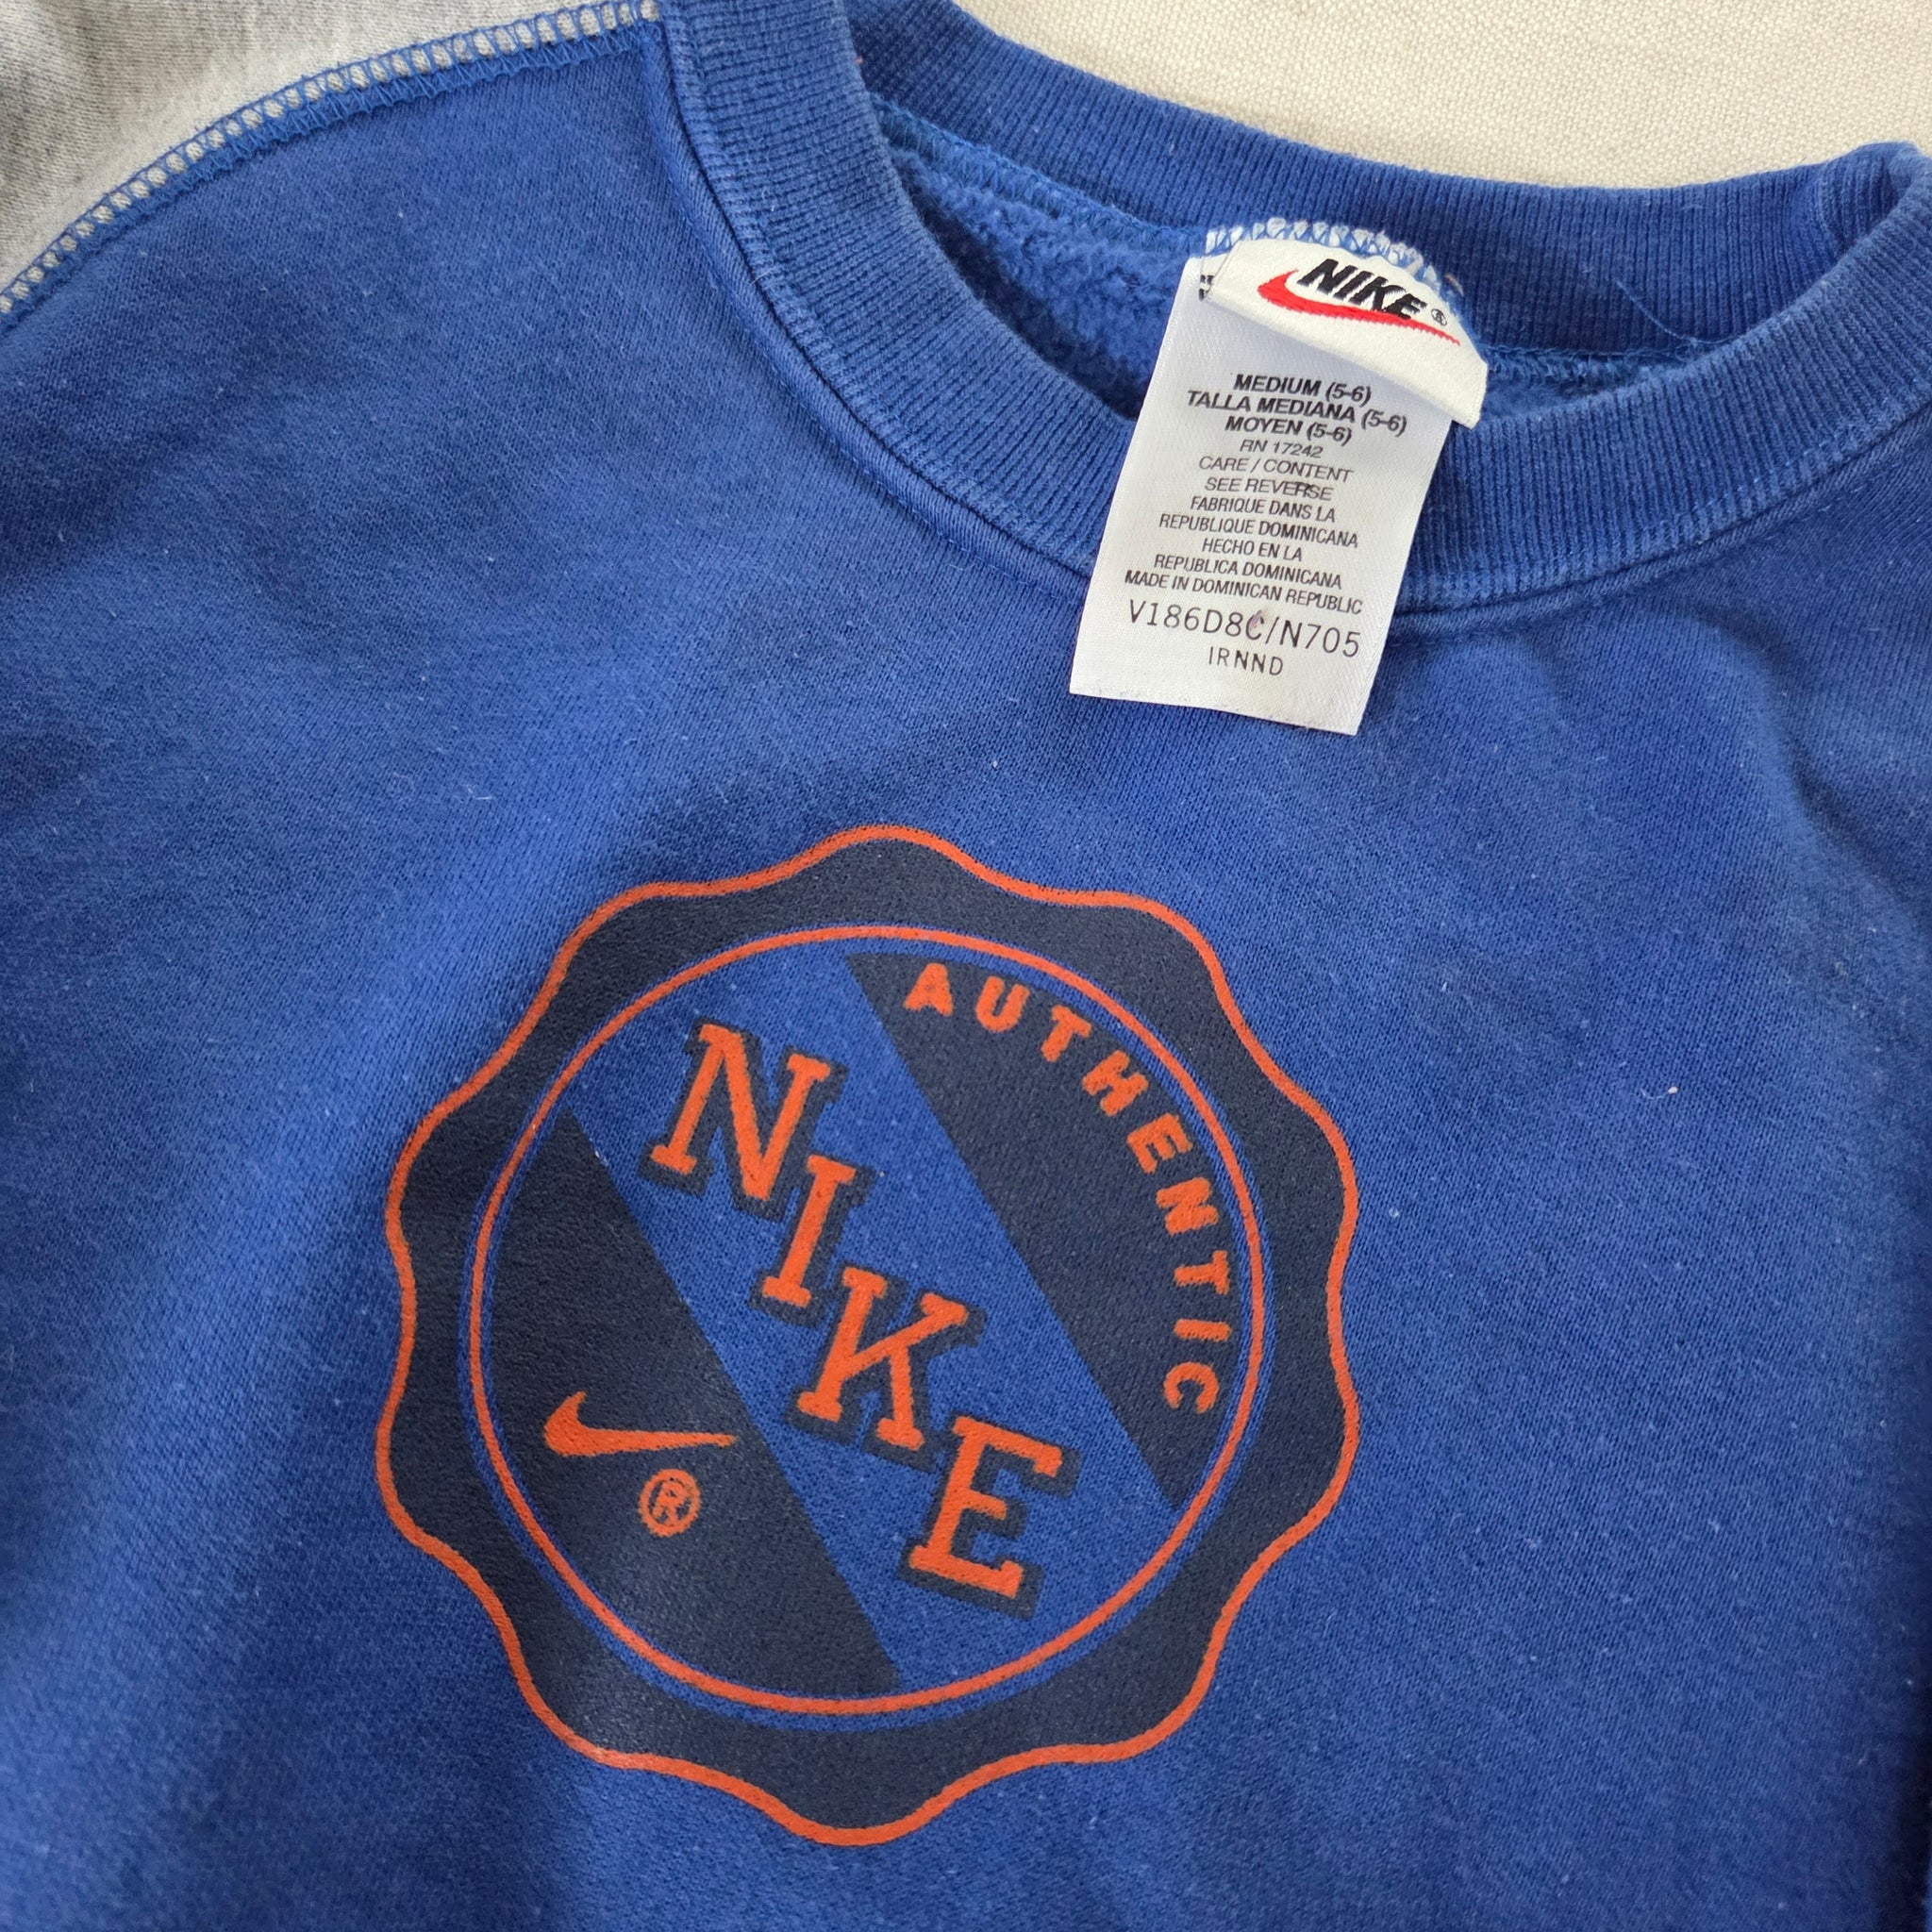 NIKE ®
MEDIUM (5-6)
TALLA MEDIANA (5-6)
MOYEN (5-6)
RN 17242
CARE / CONTENT
SEE REVERSE
FABRIQUE DANS LA
REPUBLIQUE DOMINICANA
HECHO EN LA
REPUBLICA DOMINICANA
MADE IN DOMINICAN REPUBLIC
V186D8C/N705
IRNND
AUTHENTIC
NIKE
®